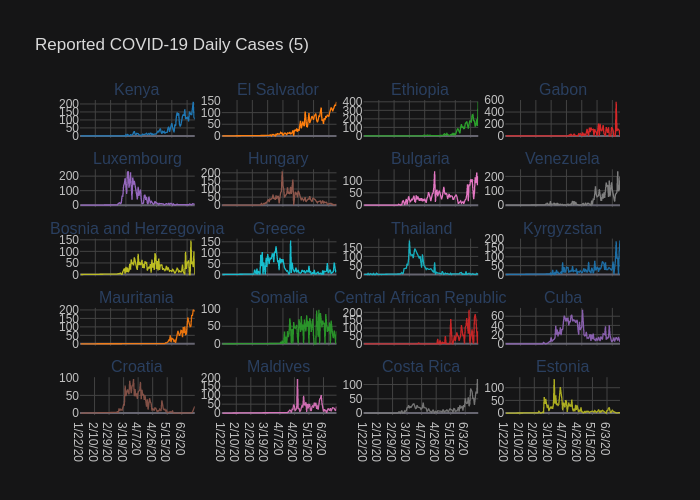 Reported COVID-19 Daily Cases (5)
Kenya El Salvador Ethiopia Gabon
200 150 100 50 0
150 100 50 0
400 300 200 100 0
600 400 200 0
Luxembourg Hungary Bulgaria Venezuela
200 100 0
200 150 100 50 0
100 50 0
200 100 0
Bosnia and Herzegovina Greece Thailand Kyrgyzstan
150 100 50 0
150 100 50 0
150 100 50 0
200 150 100 50 0
Mauritania Somalia Central African Republic Cuba
200 150 100 50 0
100 50 0
200 150 100 50 0
60 40 20 0
Croatia Maldives Costa Rica Estonia
100 50 0
200 150 100 50 0
100 50 0
100 50 0
1/22/20 2/10/20 2/29/20 3/19/20 4/7/20 4/26/20 5/15/20 6/3/20
1/22/20 2/10/20 2/29/20 3/19/20 4/7/20 4/26/20 5/15/20 6/3/20
1/22/20 2/10/20 2/29/20 3/19/20 4/7/20 4/26/20 5/15/20 6/3/20
1/22/20 2/10/20 2/29/20 3/19/20 4/7/20 4/26/20 5/15/20 6/3/20